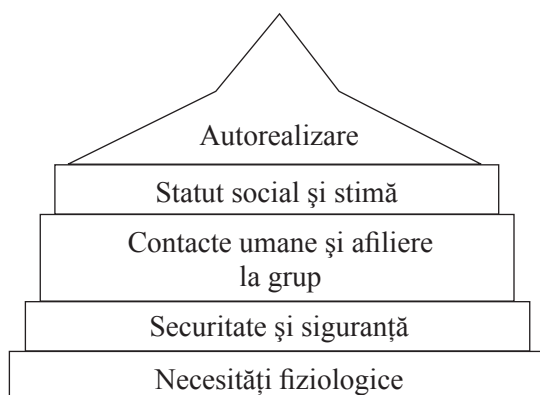 Autorealizare
Statut social şi stimă
Contacte umane şi afiliere
la grup
Securitate şi siguranţă
Necesităţi fiziologice